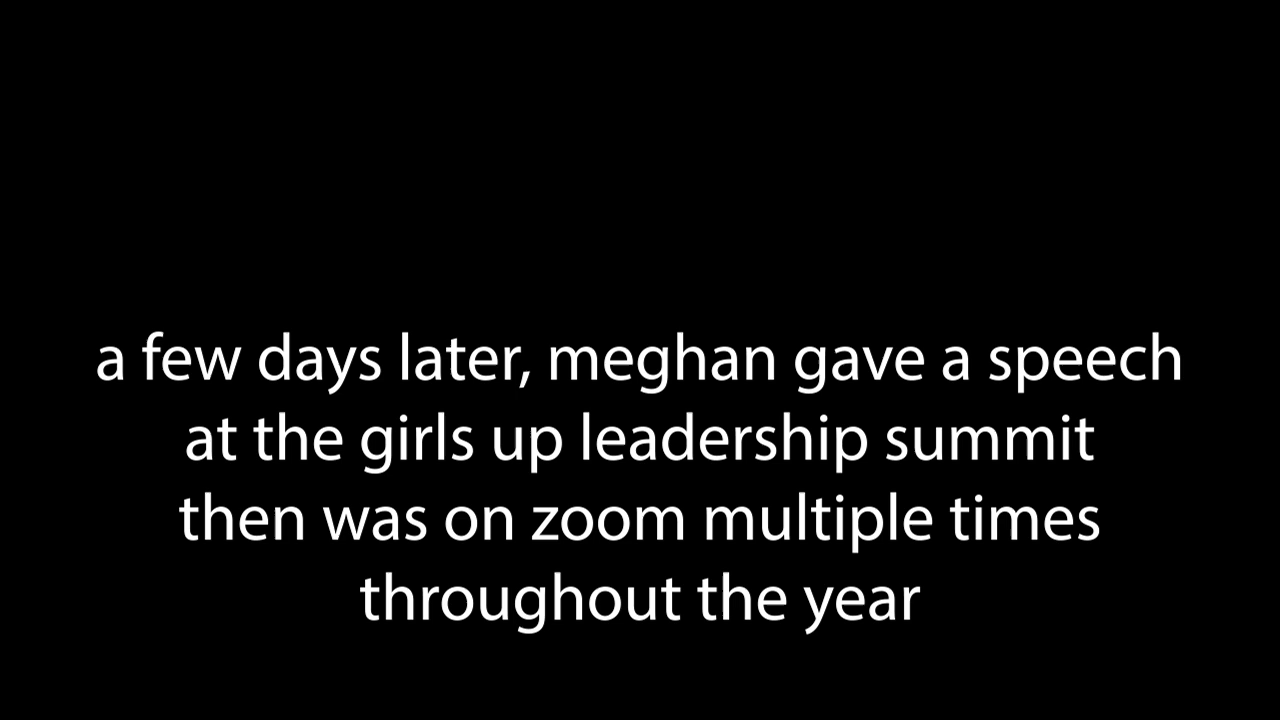 a few days later, meghan gave a speech
at the girls up leadership summit
then was on zoom multiple times
throughout the year